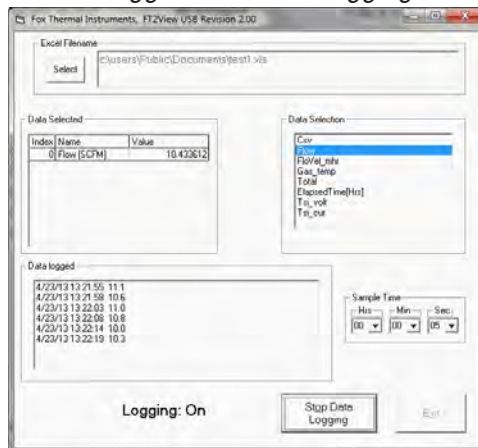 Logging
Logging
Fox Thermal Instruments, FT2View USB Revision 2.00
Excel Filename
Select
c:\users\Public\Documents\test1.xls
Data Selected
Index Name Value
0 Flow [SCFM] 10.433612
Data Selection
Csv
Flow
FloVel_mhr
Gas_temp
Total
ElapsedTime[Hrs]
Tsi_volt
Tsi_cur
Data logged
4/23/13 13:21:55 11.1
4/23/13 13:21:58 10.6
4/23/13 13:22:03 11.0
4/23/13 13:22:08 10.8
4/23/13 13:22:14 10.0
4/23/13 13:22:19 10.3
Sample Time
Hrs Min Sec
00 00 05
Logging: On
Stop Data
Logging
Exit